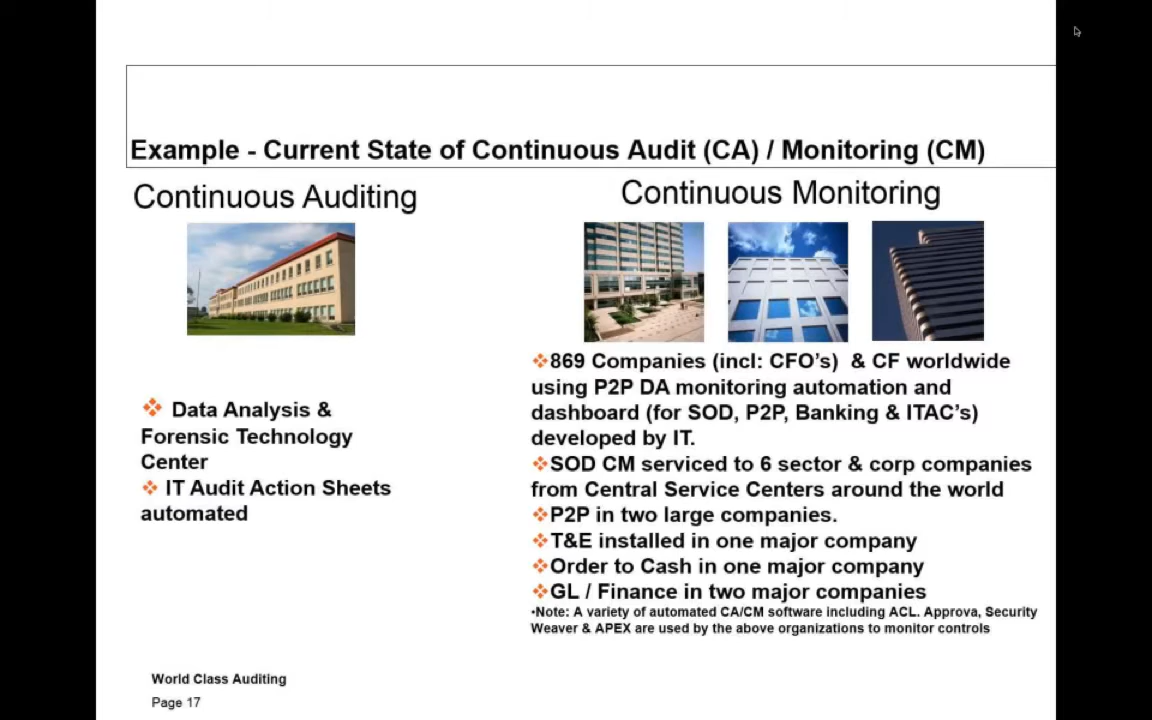 Example - Current State of Continuous Audit (CA) / Monitoring (CM)
Continuous Auditing
❖ Data Analysis &
Forensic Technology
Center
❖ IT Audit Action Sheets
automated
Continuous Monitoring
❖869 Companies (incl: CFO's) & CF worldwide
using P2P DA monitoring automation and
dashboard (for SOD, P2P, Banking & ITAC's)
developed by IT.
❖SOD CM serviced to 6 sector & corp companies
from Central Service Centers around the world
❖P2P in two large companies.
❖T&E installed in one major company
❖Order to Cash in one major company
❖GL / Finance in two major companies
•Note: A variety of automated CA/CM software including ACL. Approva, Security
Weaver & APEX are used by the above organizations to monitor controls
World Class Auditing
Page 17